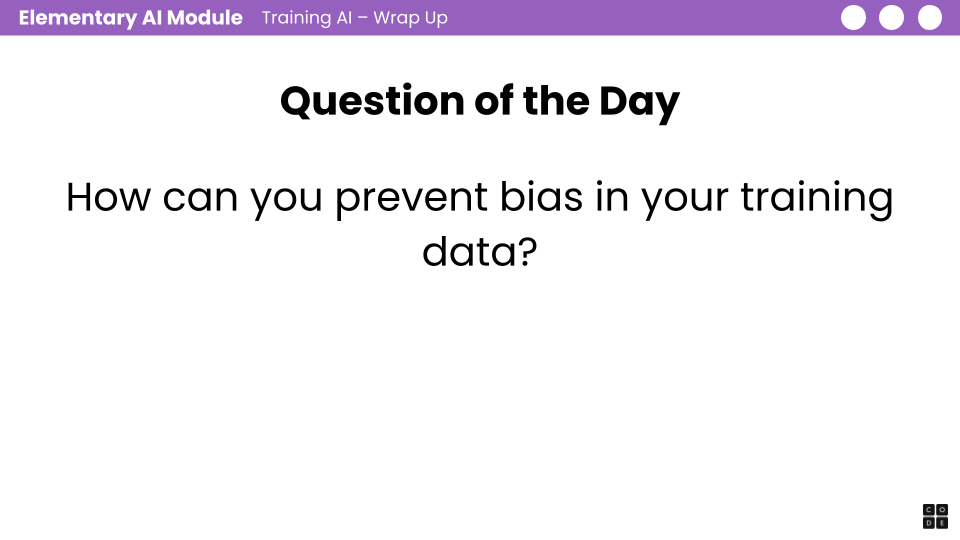 Elementary AI Module Training AI – Wrap Up
Question of the Day
How can you prevent bias in your training
data?
C O
D E